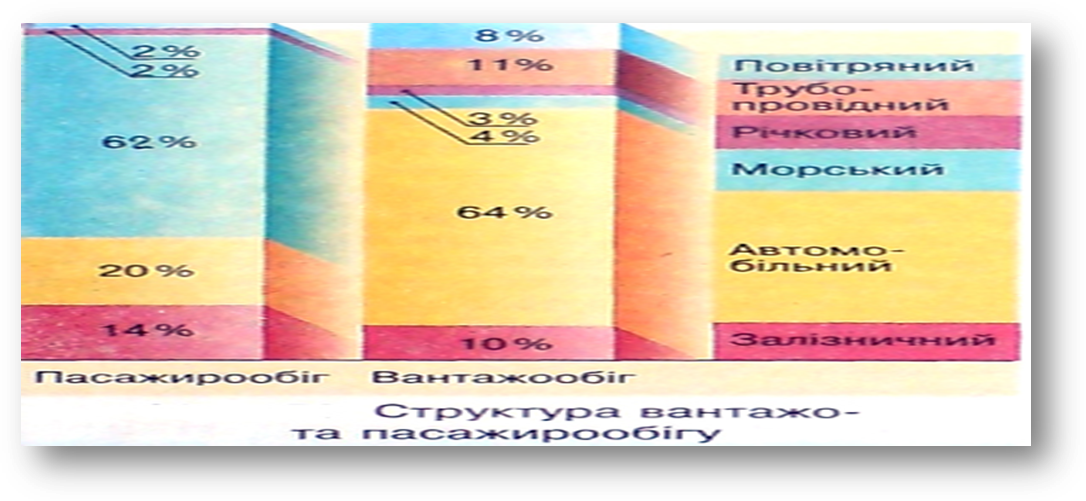 2%
2%
62%
20%
14%
8%
11%
3%
4%
64%
10%
Повітряний
Трубо-
провідний
Річковий
Морський
Автомо-
більний
Залізничний
Пасажирообіг
Вантажообіг
Структура вантажо-
та пасажирообігу